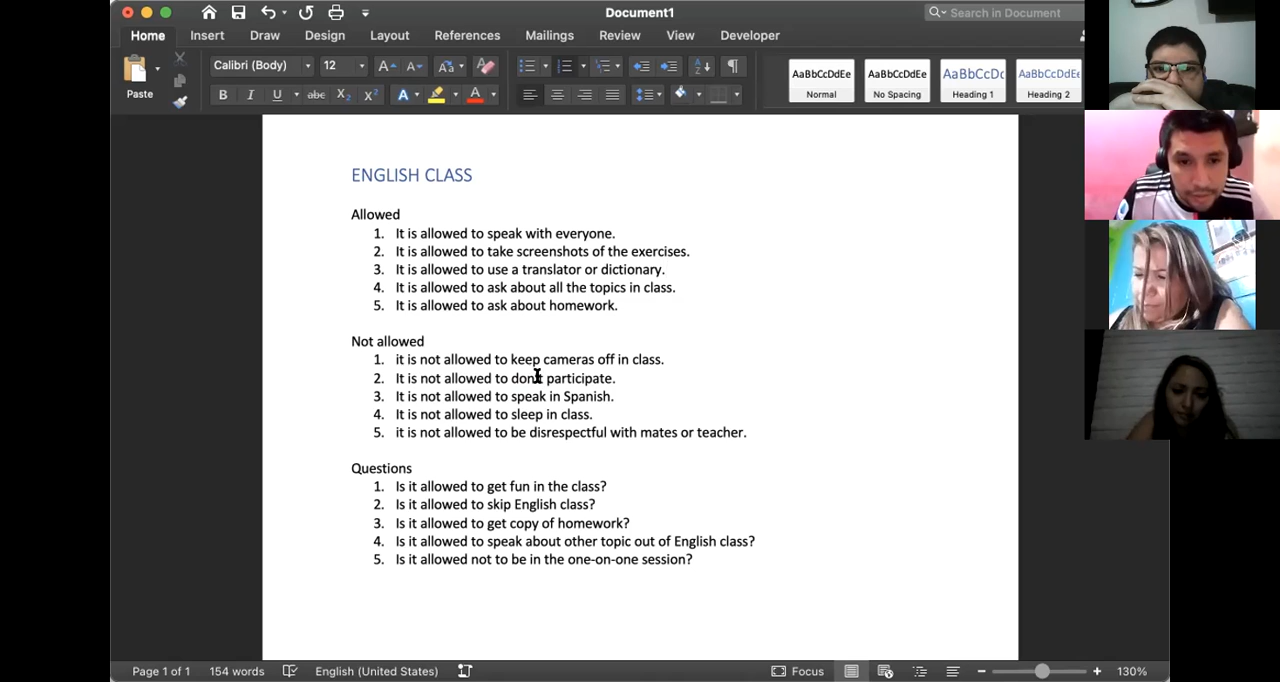 Document1
Search in Document
Home Insert Draw Design Layout References Mailings Review View Developer
Paste
Calibri (Body) 12
AaBbCcDdEe AaBbCcDdEe AaBbCcDc AaBbCcDdEe
Normal No Spacing Heading 1 Heading 2
ENGLISH CLASS
Allowed
1. It is allowed to speak with everyone.
2. It is allowed to take screenshots of the exercises.
3. It is allowed to use a translator or dictionary.
4. It is allowed to ask about all the topics in class.
5. It is allowed to ask about homework.
Not allowed
1. it is not allowed to keep cameras off in class.
2. It is not allowed to don't participate.
3. It is not allowed to speak in Spanish.
4. It is not allowed to sleep in class.
5. it is not allowed to be disrespectful with mates or teacher.
Questions
1. Is it allowed to get fun in the class?
2. Is it allowed to skip English class?
3. Is it allowed to get copy of homework?
4. Is it allowed to speak about other topic out of English class?
5. Is it allowed not to be in the one-on-one session?
Page 1 of 1 154 words English (United States) Focus 130%